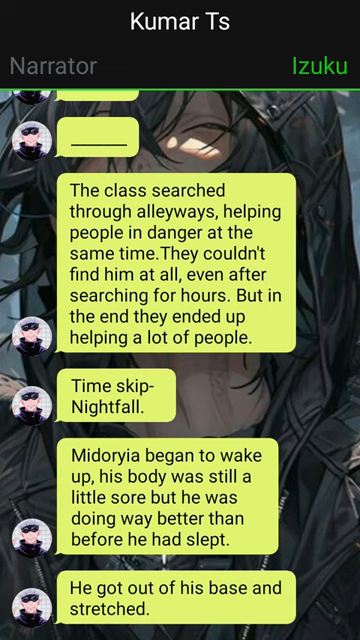 Kumar Ts
Narrator
Izuku
_______
The class searched
through alleyways, helping
people in danger at the
same time.They couldn't
find him at all, even after
searching for hours. But in
the end they ended up
helping a lot of people.
Time skip-
Nightfall.
Midoryia began to wake
up, his body was still a
little sore but he was
doing way better than
before he had slept.
He got out of his base and
stretched.